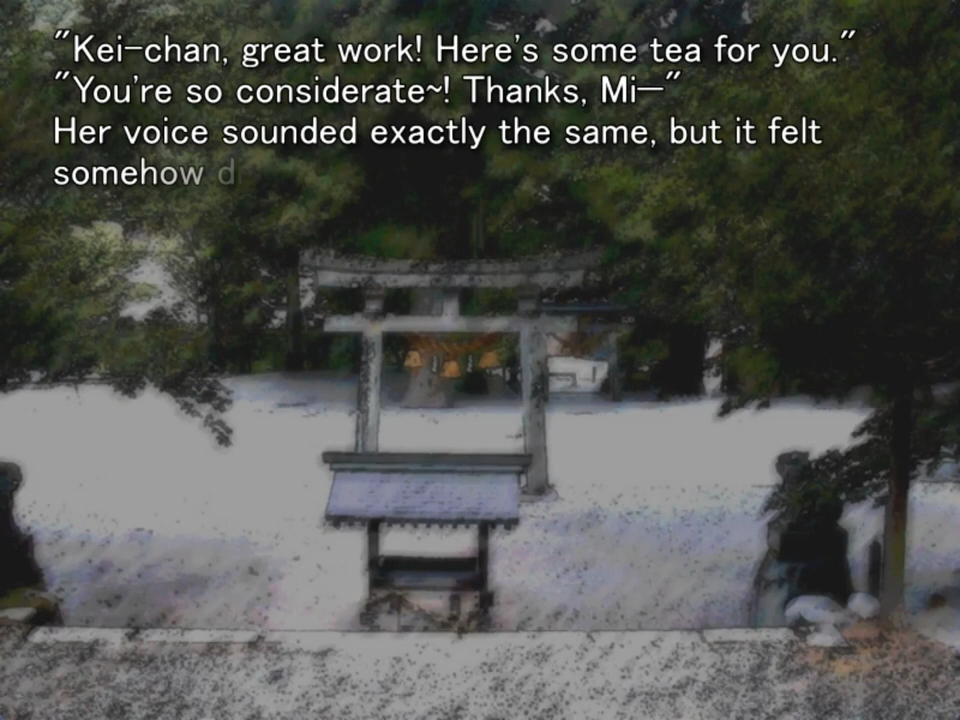 "Kei-chan, great work! Here's some tea for you."
"You're so considerate~! Thanks, Mi—"
Her voice sounded exactly the same, but it felt
somehow d